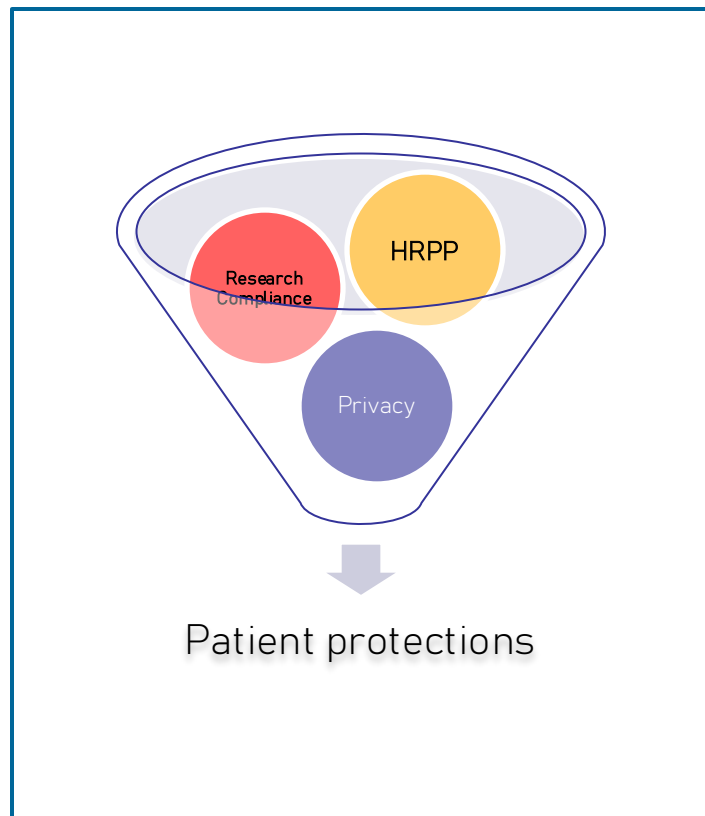 HRPP
Research
Compliance
Privacy
Patient protections